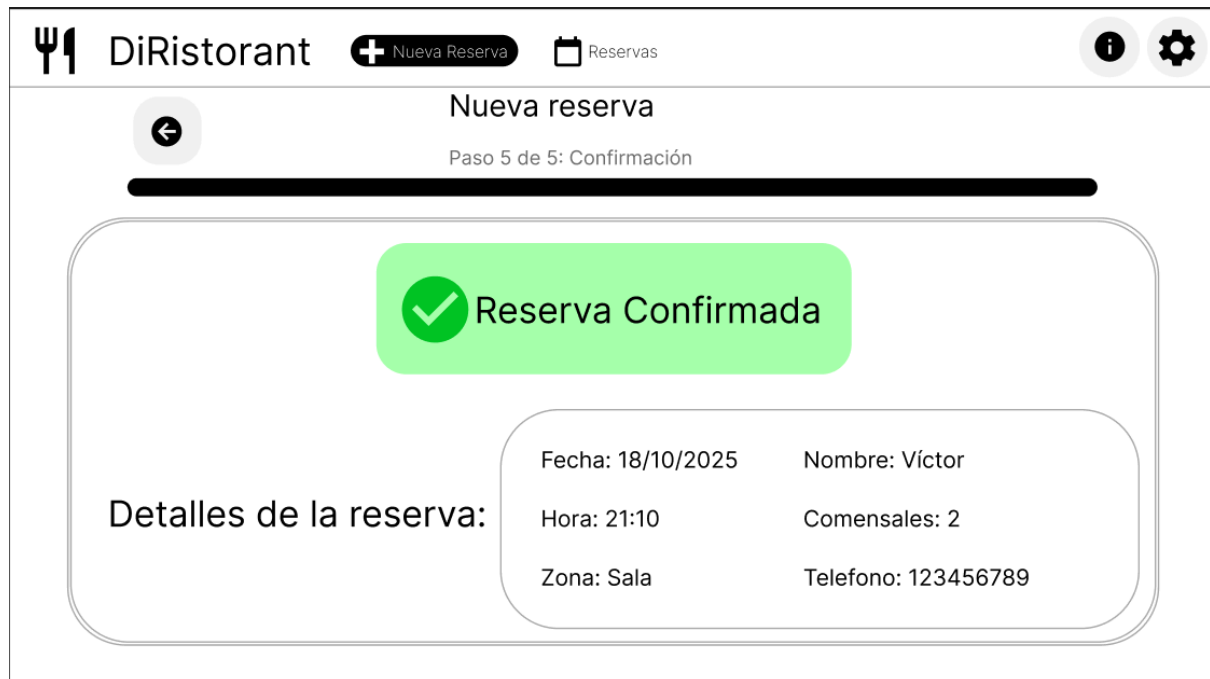 DiRistorant Nueva Reserva Reservas
Nueva reserva
Paso 5 de 5: Confirmación
Reserva Confirmada
Detalles de la reserva:
Fecha: 18/10/2025 Nombre: Víctor
Hora: 21:10 Comensales: 2
Zona: Sala Telefono: 123456789